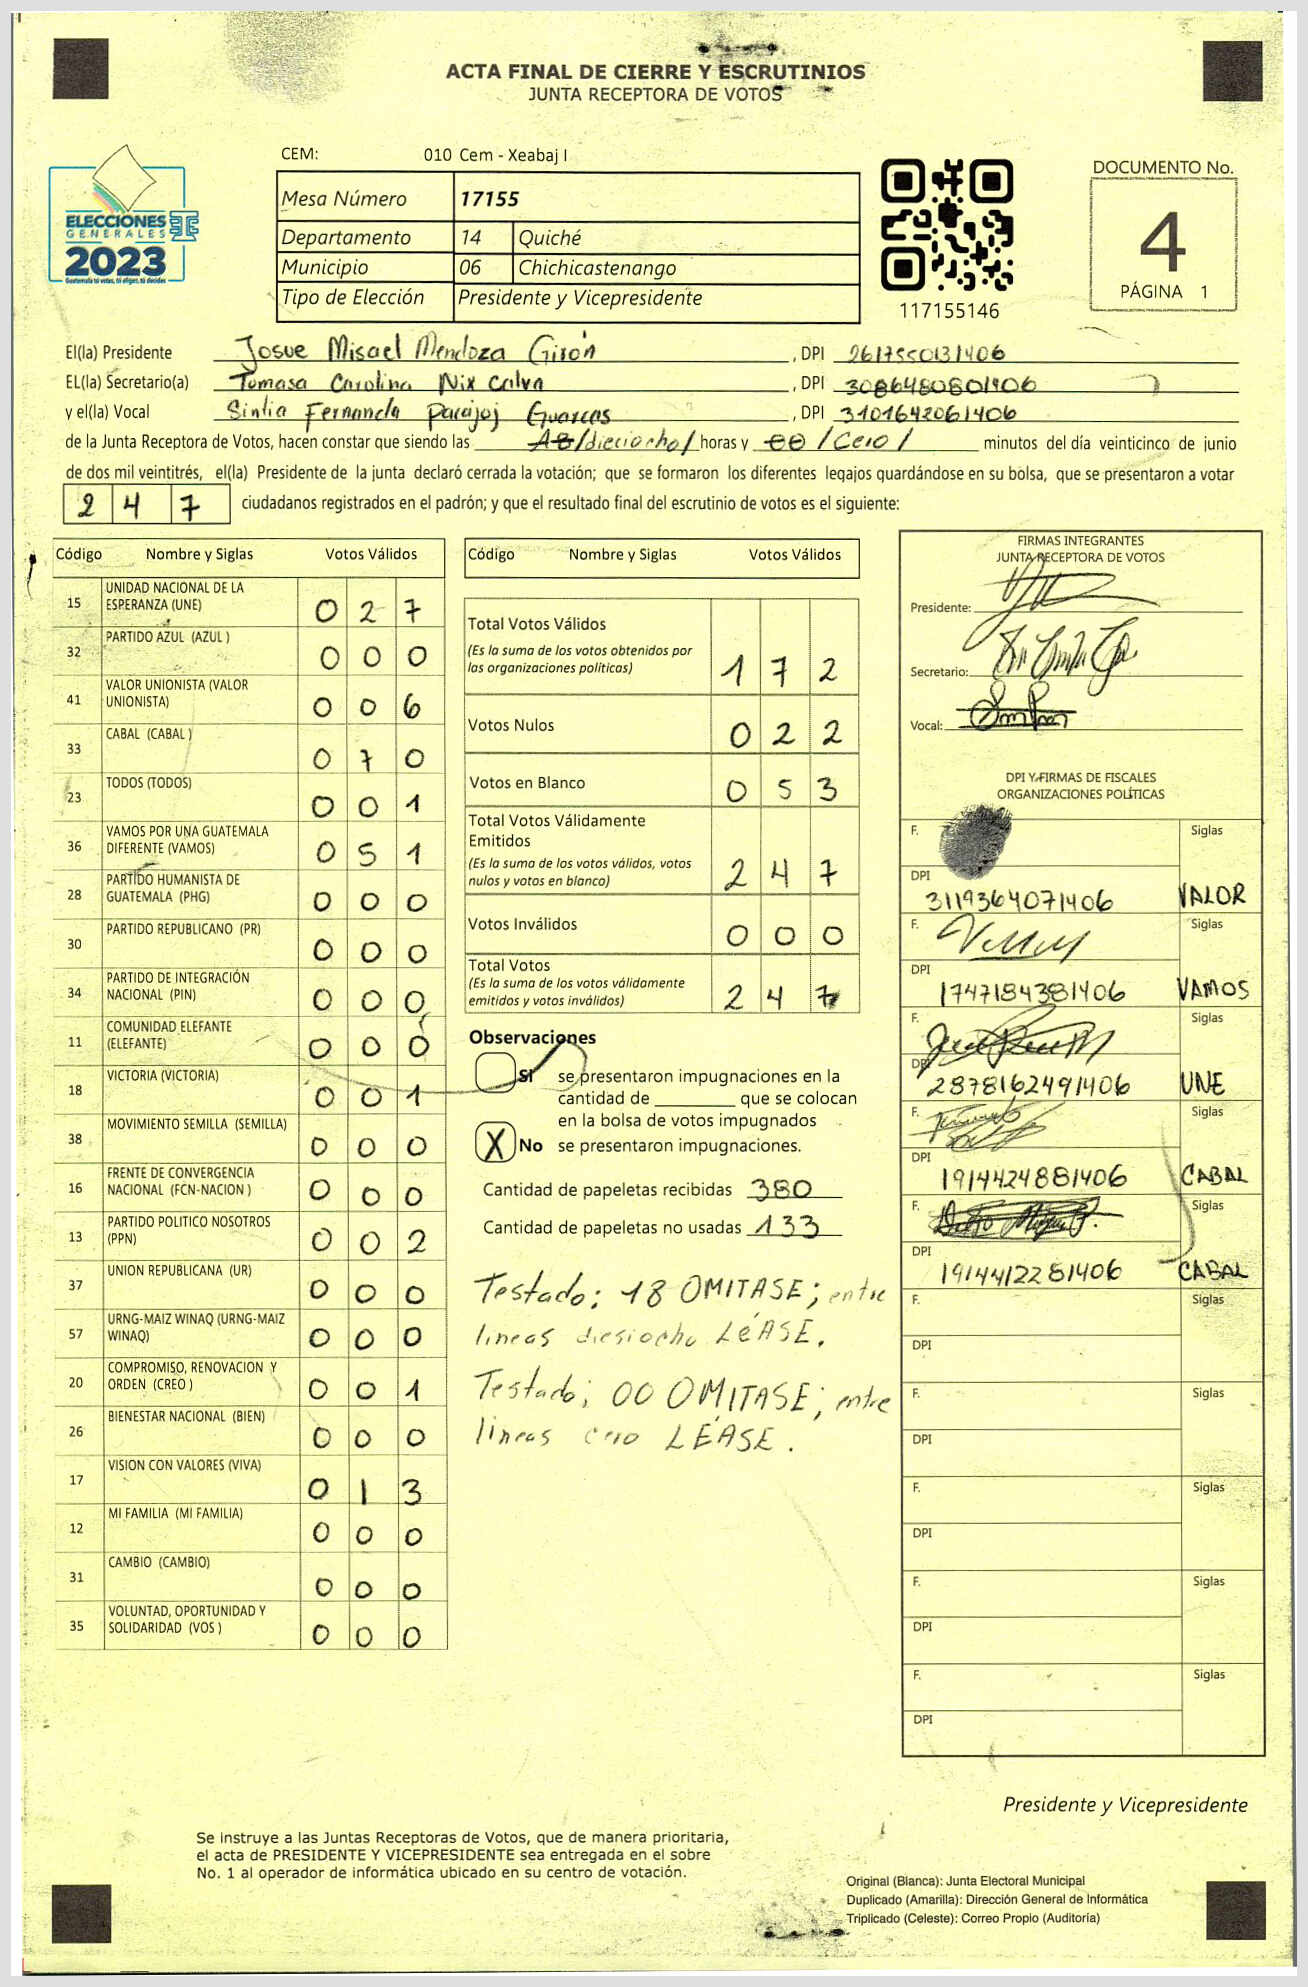 ACTA FINAL DE CIERRE Y ESCRUTINIOS
JUNTA RECEPTORA DE VOTOS
ELECCIONES
GENERALES
2023
Guatemala tú votas, tú eliges, tú decides
CEM: 010 Cem - Xeabaj I
Mesa Número 17155
Departamento 14 Quiché
Municipio 06 Chichicastenango
Tipo de Elección Presidente y Vicepresidente
117155146
DOCUMENTO No.
4
PÁGINA 1
El(la) Presidente Josue Misael Mendoza Girón, DPI 2617550131406
EL(la) Secretario(a) Tomasa Carolina Nix Calva, DPI 3086480801406
y el(la) Vocal Sintia Fernanda Pacajoj Guarcas, DPI 3101642061406
de la Junta Receptora de Votos, hacen constar que siendo las 18 /dieciocho/ horas y 00 /Cero/ minutos del día veinticinco de junio
de dos mil veintitrés, el(la) Presidente de la junta declaró cerrada la votación; que se formaron los diferentes legajos quardándose en su bolsa, que se presentaron a votar
2 4 7 ciudadanos registrados en el padrón; y que el resultado final del escrutinio de votos es el siguiente:
Código Nombre y Siglas Votos Válidos
15 UNIDAD NACIONAL DE LA
ESPERANZA (UNE) 0 2 7
32 PARTIDO AZUL (AZUL ) 0 0 0
41 VALOR UNIONISTA (VALOR
UNIONISTA) 0 0 6
33 CABAL (CABAL ) 0 7 0
23 TODOS (TODOS) 0 0 1
36 VAMOS POR UNA GUATEMALA
DIFERENTE (VAMOS) 0 5 1
28 PARTIDO HUMANISTA DE
GUATEMALA (PHG) 0 0 0
30 PARTIDO REPUBLICANO (PR) 0 0 0
34 PARTIDO DE INTEGRACIÓN
NACIONAL (PIN) 0 0 0
11 COMUNIDAD ELEFANTE
(ELEFANTE) 0 0 0
18 VICTORIA (VICTORIA) 0 0 1
38 MOVIMIENTO SEMILLA (SEMILLA) 0 0 0
16 FRENTE DE CONVERGENCIA
NACIONAL (FCN-NACION ) 0 0 0
13 PARTIDO POLITICO NOSOTROS
(PPN) 0 0 2
37 UNION REPUBLICANA (UR) 0 0 0
57 URNG-MAIZ WINAQ (URNG-MAIZ
WINAQ) 0 0 0
20 COMPROMISO, RENOVACION Y
ORDEN (CREO ) 0 0 1
26 BIENESTAR NACIONAL (BIEN) 0 0 0
17 VISION CON VALORES (VIVA) 0 1 3
12 MI FAMILIA (MI FAMILIA) 0 0 0
31 CAMBIO (CAMBIO) 0 0 0
35 VOLUNTAD, OPORTUNIDAD Y
SOLIDARIDAD (VOS ) 0 0 0
Código Nombre y Siglas Votos Válidos
Total Votos Válidos
(Es la suma de los votos obtenidos por
las organizaciones políticas) 1 7 2
Votos Nulos 0 2 2
Votos en Blanco 0 5 3
Total Votos Válidamente
Emitidos
(Es la suma de los votos válidos, votos
nulos y votos en blanco) 2 4 7
Votos Inválidos 0 0 0
Total Votos
(Es la suma de los votos válidamente
emitidos y votos inválidos) 2 4 7
Observaciones
SI se presentaron impugnaciones en la
cantidad de ________ que se colocan
en la bolsa de votos impugnados
X No se presentaron impugnaciones.
Cantidad de papeletas recibidas 380
Cantidad de papeletas no usadas 133
Testado: 18 OMITASE; entre
lineas diesiocho LÉASE.
Testado; 00 OMITASE; entre
lineas cero LÉASE.
FIRMAS INTEGRANTES
JUNTA RECEPTORA DE VOTOS
Presidente:
Secretario:
Vocal:
DPI Y FIRMAS DE FISCALES
ORGANIZACIONES POLÍTICAS
F. Siglas
DPI
3119364071406 VALOR
F. Siglas
DPI
1747184381406 VAMOS
F. Siglas
DPI
2878162491406 UNE
F. Siglas
DPI
1914424881406 CABAL
F. Siglas
DPI
1914412281406 CABAL
F. Siglas
DPI
F. Siglas
DPI
F. Siglas
DPI
F. Siglas
DPI
F. Siglas
DPI
Presidente y Vicepresidente
Se instruye a las Juntas Receptoras de Votos, que de manera prioritaria,
el acta de PRESIDENTE Y VICEPRESIDENTE sea entregada en el sobre
No. 1 al operador de informática ubicado en su centro de votación.
Original (Blanca): Junta Electoral Municipal
Duplicado (Amarilla): Dirección General de Informática
Triplicado (Celeste): Correo Propio (Auditoría)